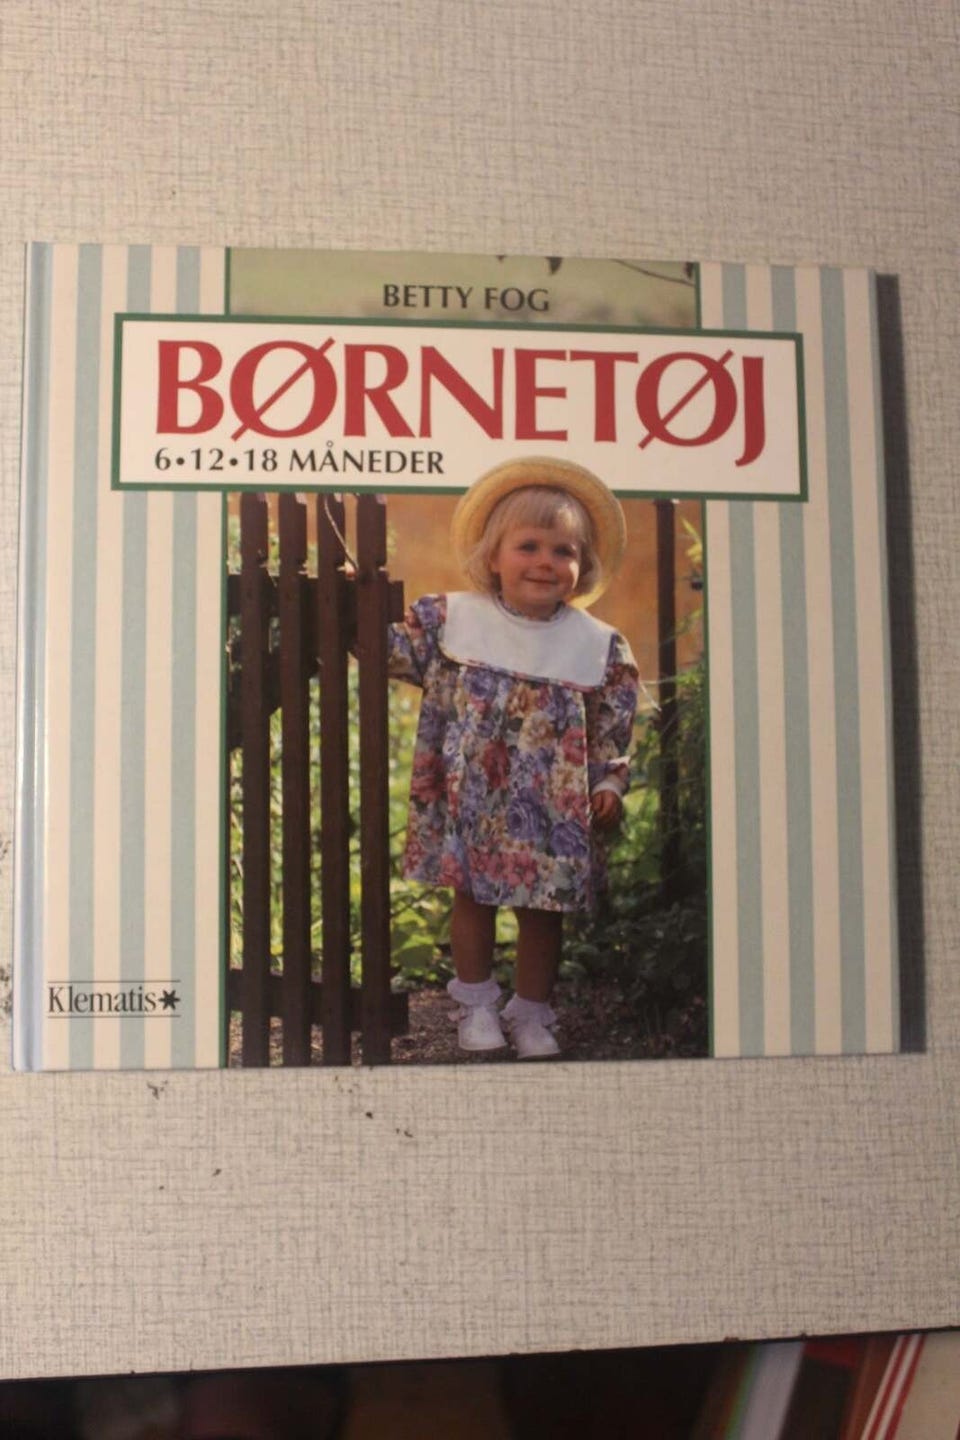 BETTY FOG
BØRNETØJ
6•12•18 MÅNEDER
Klematis